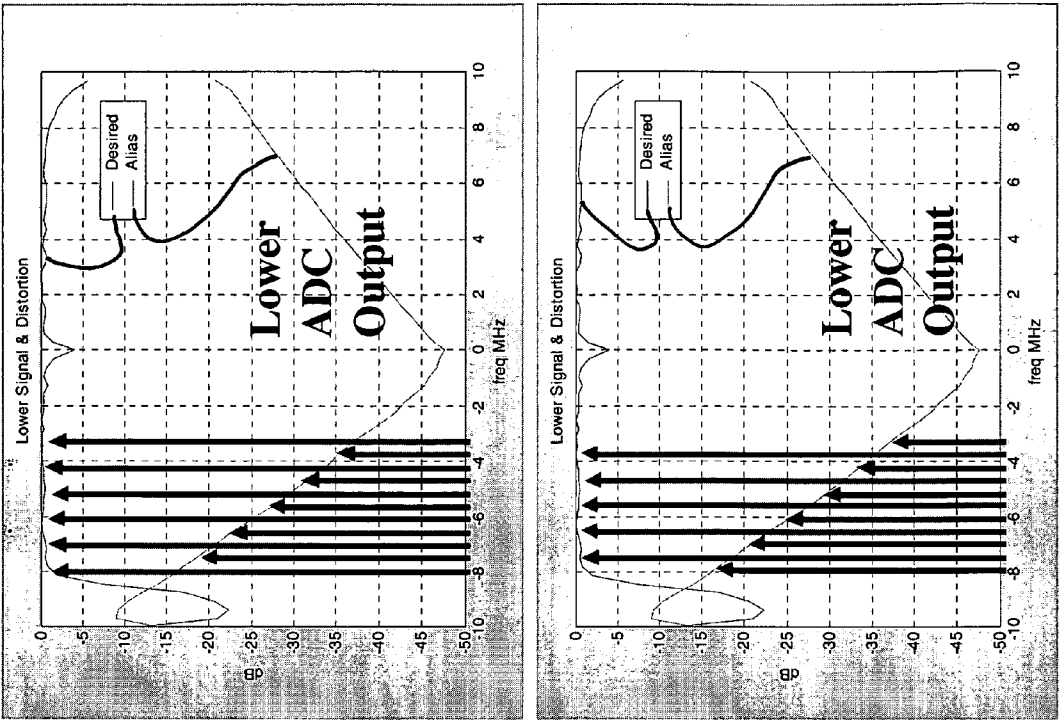 Lower Signal & Distortion
Desired
Alias
Lower
ADC
Output
dB
0
-5
-10
-15
-20
-25
-30
-35
-40
-45
-50
-10
-8
-6
-4
-2
0
2
4
6
8
10
freq MHz
Lower Signal & Distortion
Desired
Alias
Lower
ADC
Output
dB
0
-5
-10
-15
-20
-25
-30
-35
-40
-45
-50
-10
-8
-6
-4
-2
0
2
4
6
8
10
freq MHz